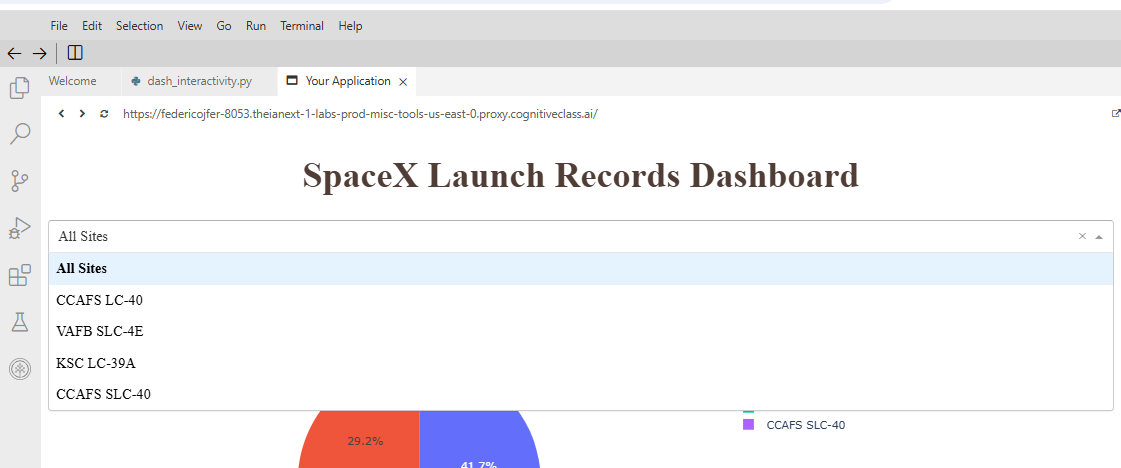 File Edit Selection View Go Run Terminal Help
Welcome dash_interactivity.py Your Application
https://federicojfer-8053.theianext-1-labs-prod-misc-tools-us-east-0.proxy.cognitiveclass.ai/
SpaceX Launch Records Dashboard
All Sites
All Sites
CCAFS LC-40
VAFB SLC-4E
KSC LC-39A
CCAFS SLC-40
CCAFS SLC-40
29.2%
41.7%